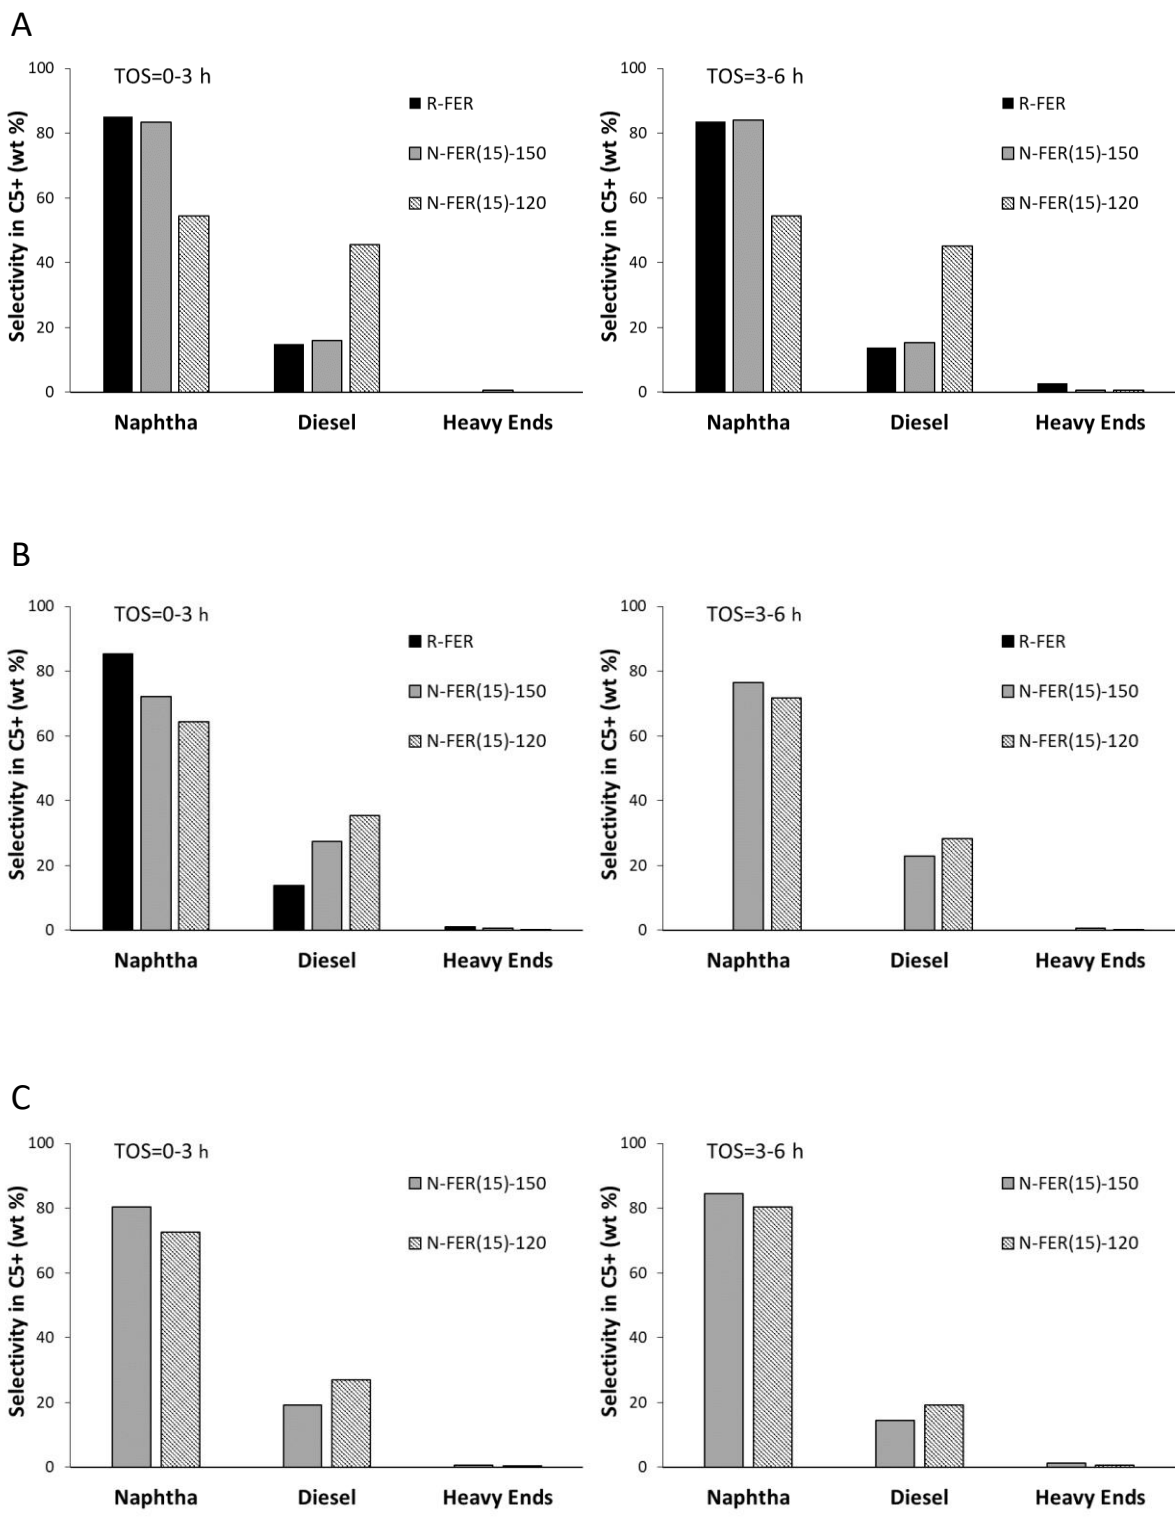 A
TOS=0-3 h
Selectivity in C5+ (wt %)
100
80
60
40
20
0
R-FER
N-FER(15)-150
N-FER(15)-120
Naphtha Diesel Heavy Ends
TOS=3-6 h
Selectivity in C5+ (wt %)
100
80
60
40
20
0
R-FER
N-FER(15)-150
N-FER(15)-120
Naphtha Diesel Heavy Ends
B
TOS=0-3 h
Selectivity in C5+ (wt %)
100
80
60
40
20
0
R-FER
N-FER(15)-150
N-FER(15)-120
Naphtha Diesel Heavy Ends
TOS=3-6 h
Selectivity in C5+ (wt %)
100
80
60
40
20
0
R-FER
N-FER(15)-150
N-FER(15)-120
Naphtha Diesel Heavy Ends
C
TOS=0-3 h
Selectivity in C5+ (wt %)
100
80
60
40
20
0
N-FER(15)-150
N-FER(15)-120
Naphtha Diesel Heavy Ends
TOS=3-6 h
Selectivity in C5+ (wt %)
100
80
60
40
20
0
N-FER(15)-150
N-FER(15)-120
Naphtha Diesel Heavy Ends